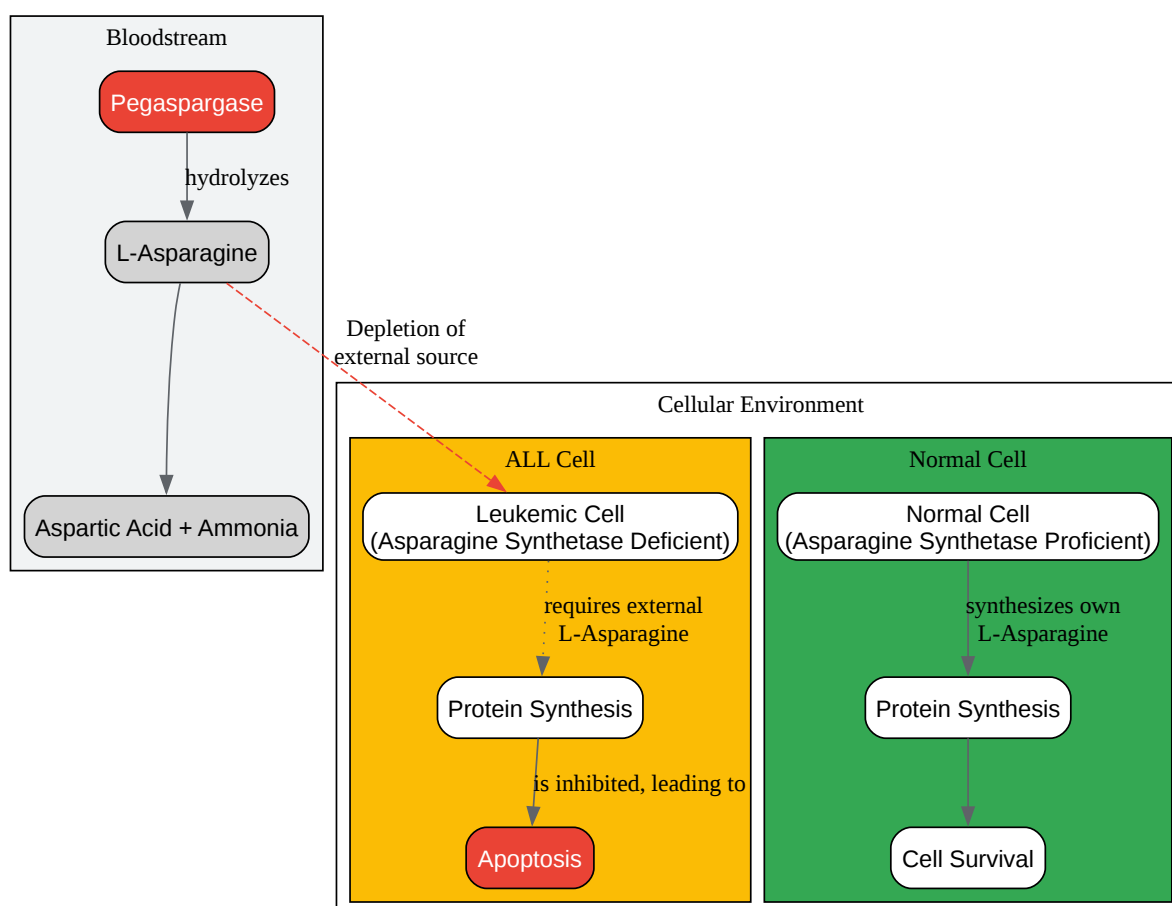 Bloodstream
Pegaspargase
hydrolyzes
L-Asparagine
Depletion of
external source
Aspartic Acid + Ammonia
Cellular Environment
ALL Cell
Leukemic Cell
(Asparagine Synthetase Deficient)
requires external
L-Asparagine
Protein Synthesis
is inhibited, leading to
Apoptosis
Normal Cell
Normal Cell
(Asparagine Synthetase Proficient)
synthesizes own
L-Asparagine
Protein Synthesis
Cell Survival